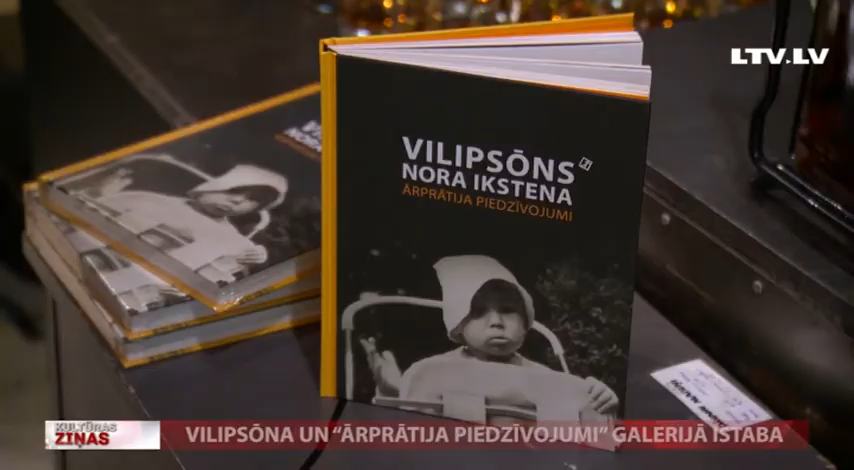 LTV.LV
VILIPSŌNS
NORA IKSTENA
ĀRPRĀTIJA PIEDZĪVOJUMI
KULTŪRAS
ZIŅAS
VILIPSŌNA UN “ĀRPRĀTIJA PIEDZĪVOJUMI” GALERIJĀ ISTABA